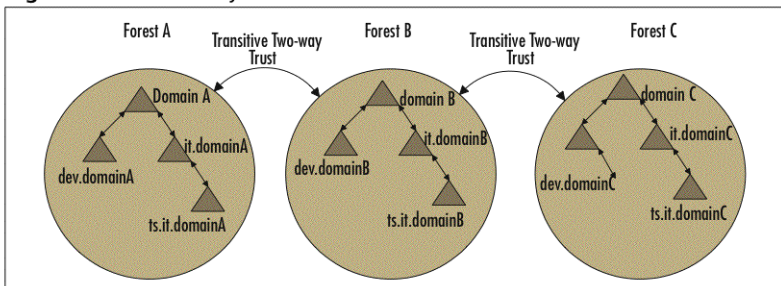 Forest A
Transitive Two-way
Trust
Forest B
Transitive Two-way
Trust
Forest C
Domain A
it.domainA
dev.domainA
ts.it.domainA
domain B
it.domainB
dev.domainB
ts.it.domainB
domain C
it.domainC
dev.domainC
ts.it.domainC